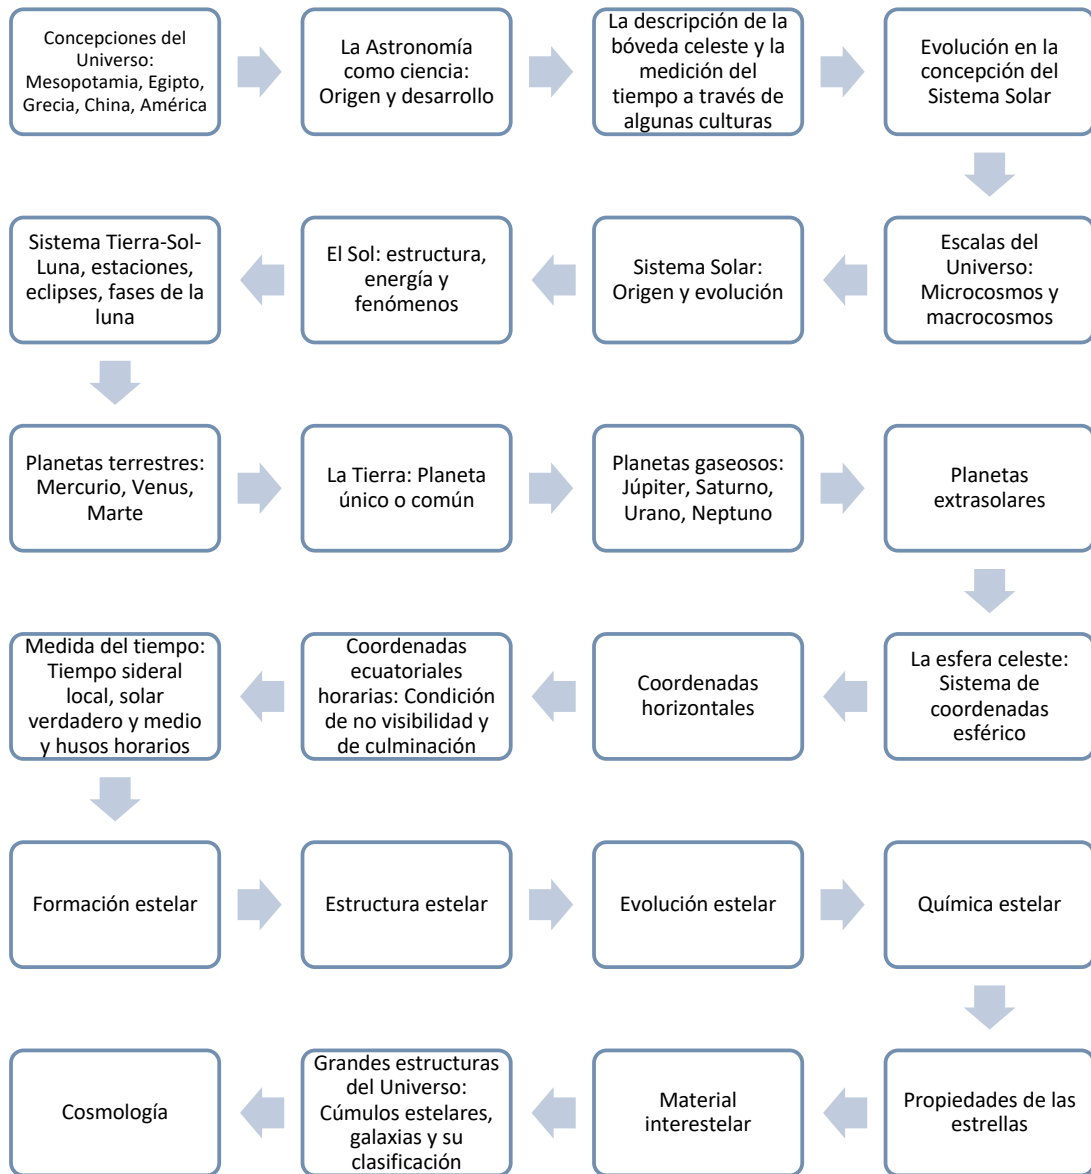 Concepciones del
Universo:
Mesopotamia, Egipto,
Grecia, China, América
La Astronomía
como ciencia:
Origen y desarrollo
La descripción de la
bóveda celeste y la
medición del
tiempo a través de
algunas culturas
Evolución en la
concepción del
Sistema Solar
Escalas del
Universo:
Microcosmos y
macrocosmos
Sistema Solar:
Origen y evolución
El Sol: estructura,
energía y
fenómenos
Sistema Tierra-Sol-
Luna, estaciones,
eclipses, fases de la
luna
Planetas terrestres:
Mercurio, Venus,
Marte
La Tierra: Planeta
único o común
Planetas gaseosos:
Júpiter, Saturno,
Urano, Neptuno
Planetas
extrasolares
La esfera celeste:
Sistema de
coordenadas
esférico
Coordenadas
horizontales
Coordenadas
ecuatoriales
horarias: Condición
de no visibilidad y
de culminación
Medida del tiempo:
Tiempo sideral
local, solar
verdadero y medio
y husos horarios
Formación estelar
Estructura estelar
Evolución estelar
Química estelar
Propiedades de las
estrellas
Material
interestelar
Grandes estructuras
del Universo:
Cúmulos estelares,
galaxias y su
clasificación
Cosmología